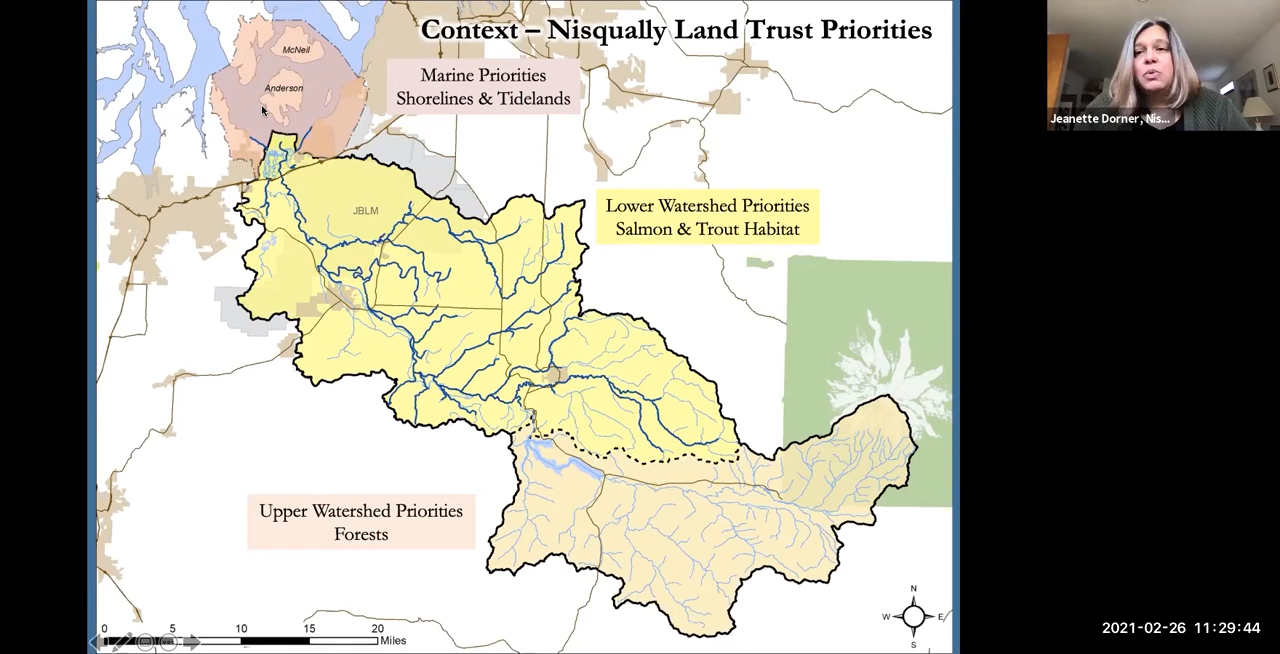 Context – Nisqually Land Trust Priorities
McNeil
Marine Priorities
Shorelines & Tidelands
Anderson
Jeanette Dorner, Nis...
Lower Watershed Priorities
Salmon & Trout Habitat
JBLM
Upper Watershed Priorities
Forests
N
W E
S
0 5 10 15 20
Miles
2021-02-26 11:29:44